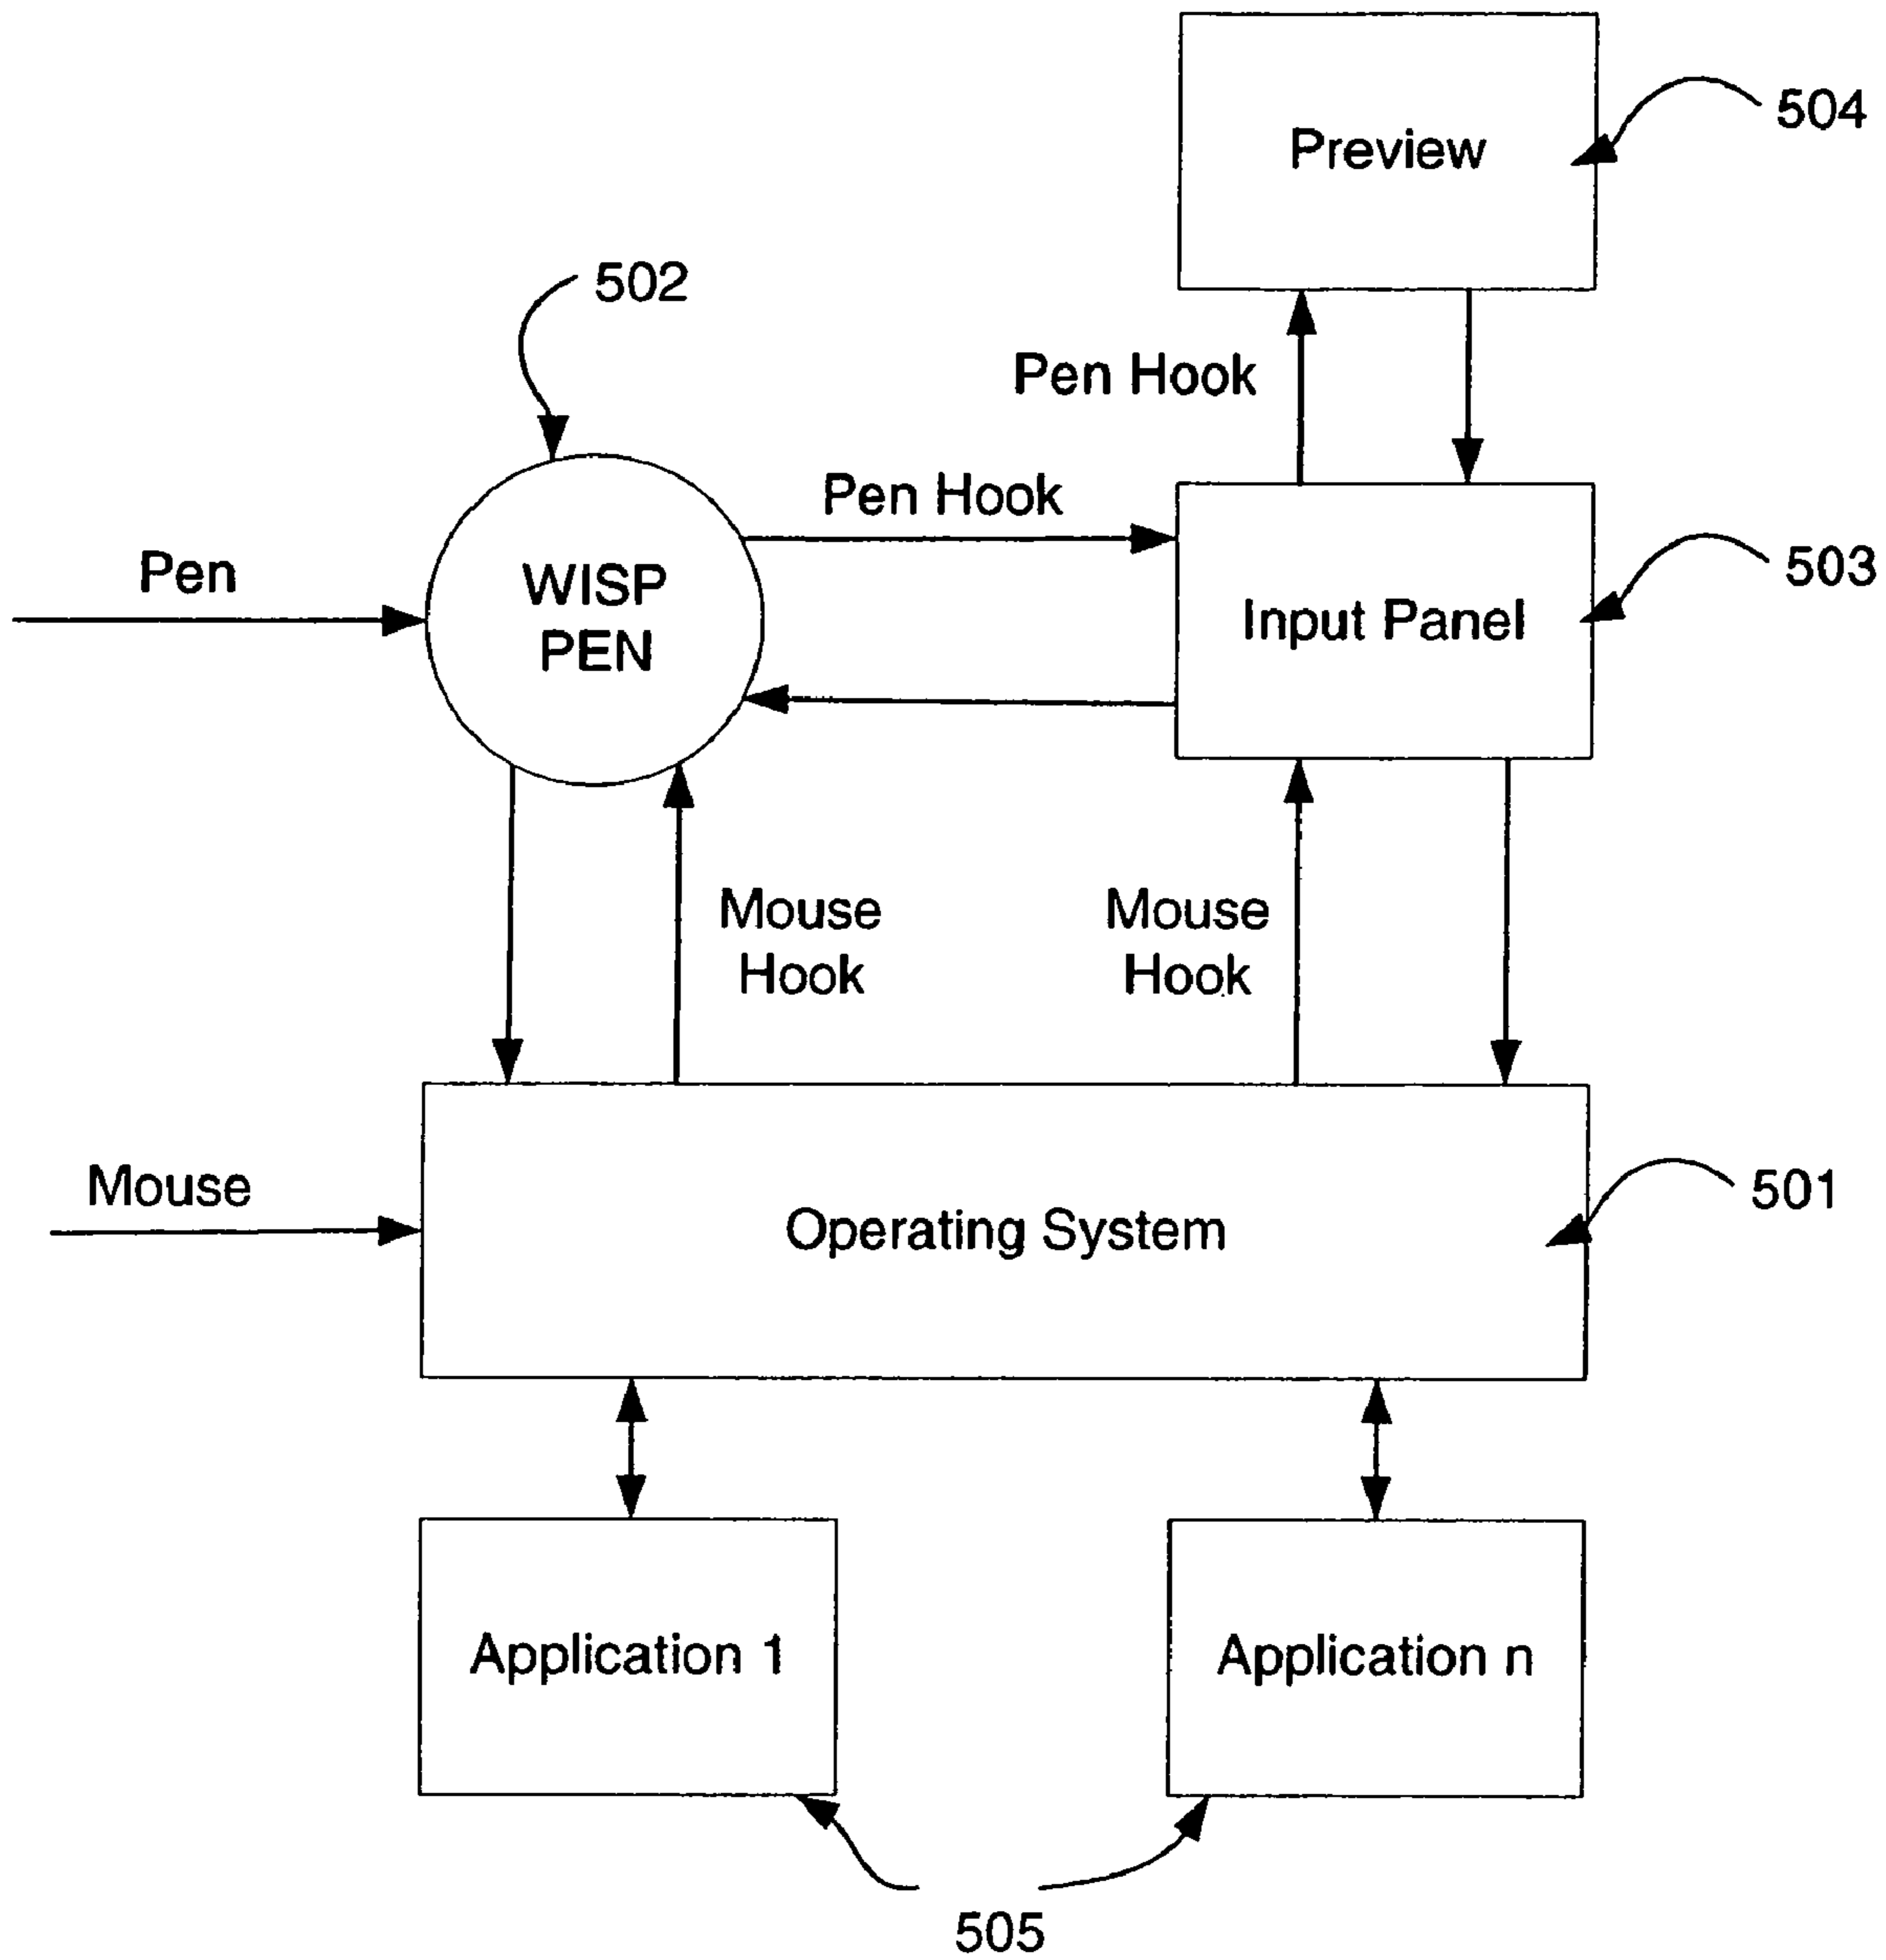 Preview
504
502
Pen Hook
Pen Hook
Pen
WISP
PEN
Input Panel
503
Mouse
Hook
Mouse
Hook
Mouse
Operating System
501
Application 1
Application n
505